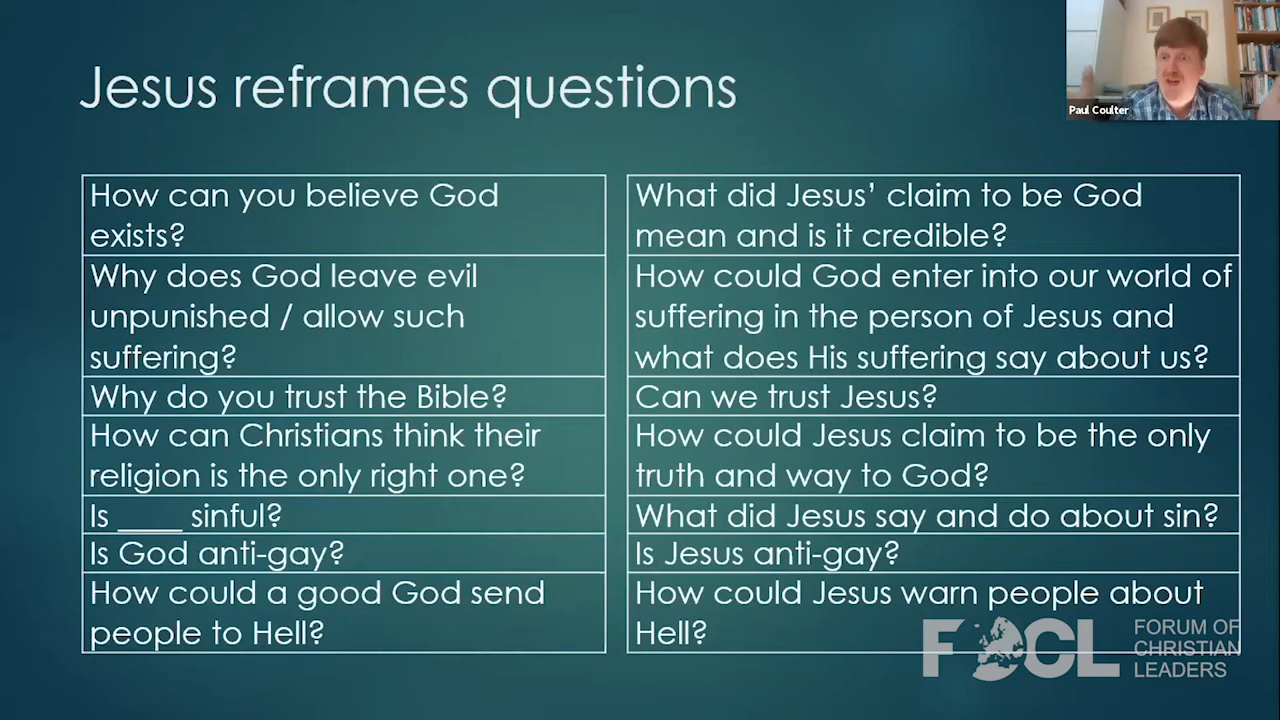 Jesus reframes questions
Paul Coulter
How can you believe God
exists?
What did Jesus’ claim to be God
mean and is it credible?
Why does God leave evil
unpunished / allow such
suffering?
How could God enter into our world of
suffering in the person of Jesus and
what does His suffering say about us?
Why do you trust the Bible?
Can we trust Jesus?
How can Christians think their
religion is the only right one?
How could Jesus claim to be the only
truth and way to God?
Is ____ sinful?
What did Jesus say and do about sin?
Is God anti-gay?
Is Jesus anti-gay?
How could a good God send
people to Hell?
How could Jesus warn people about
Hell?
FOCL
FORUM OF
CHRISTIAN
LEADERS